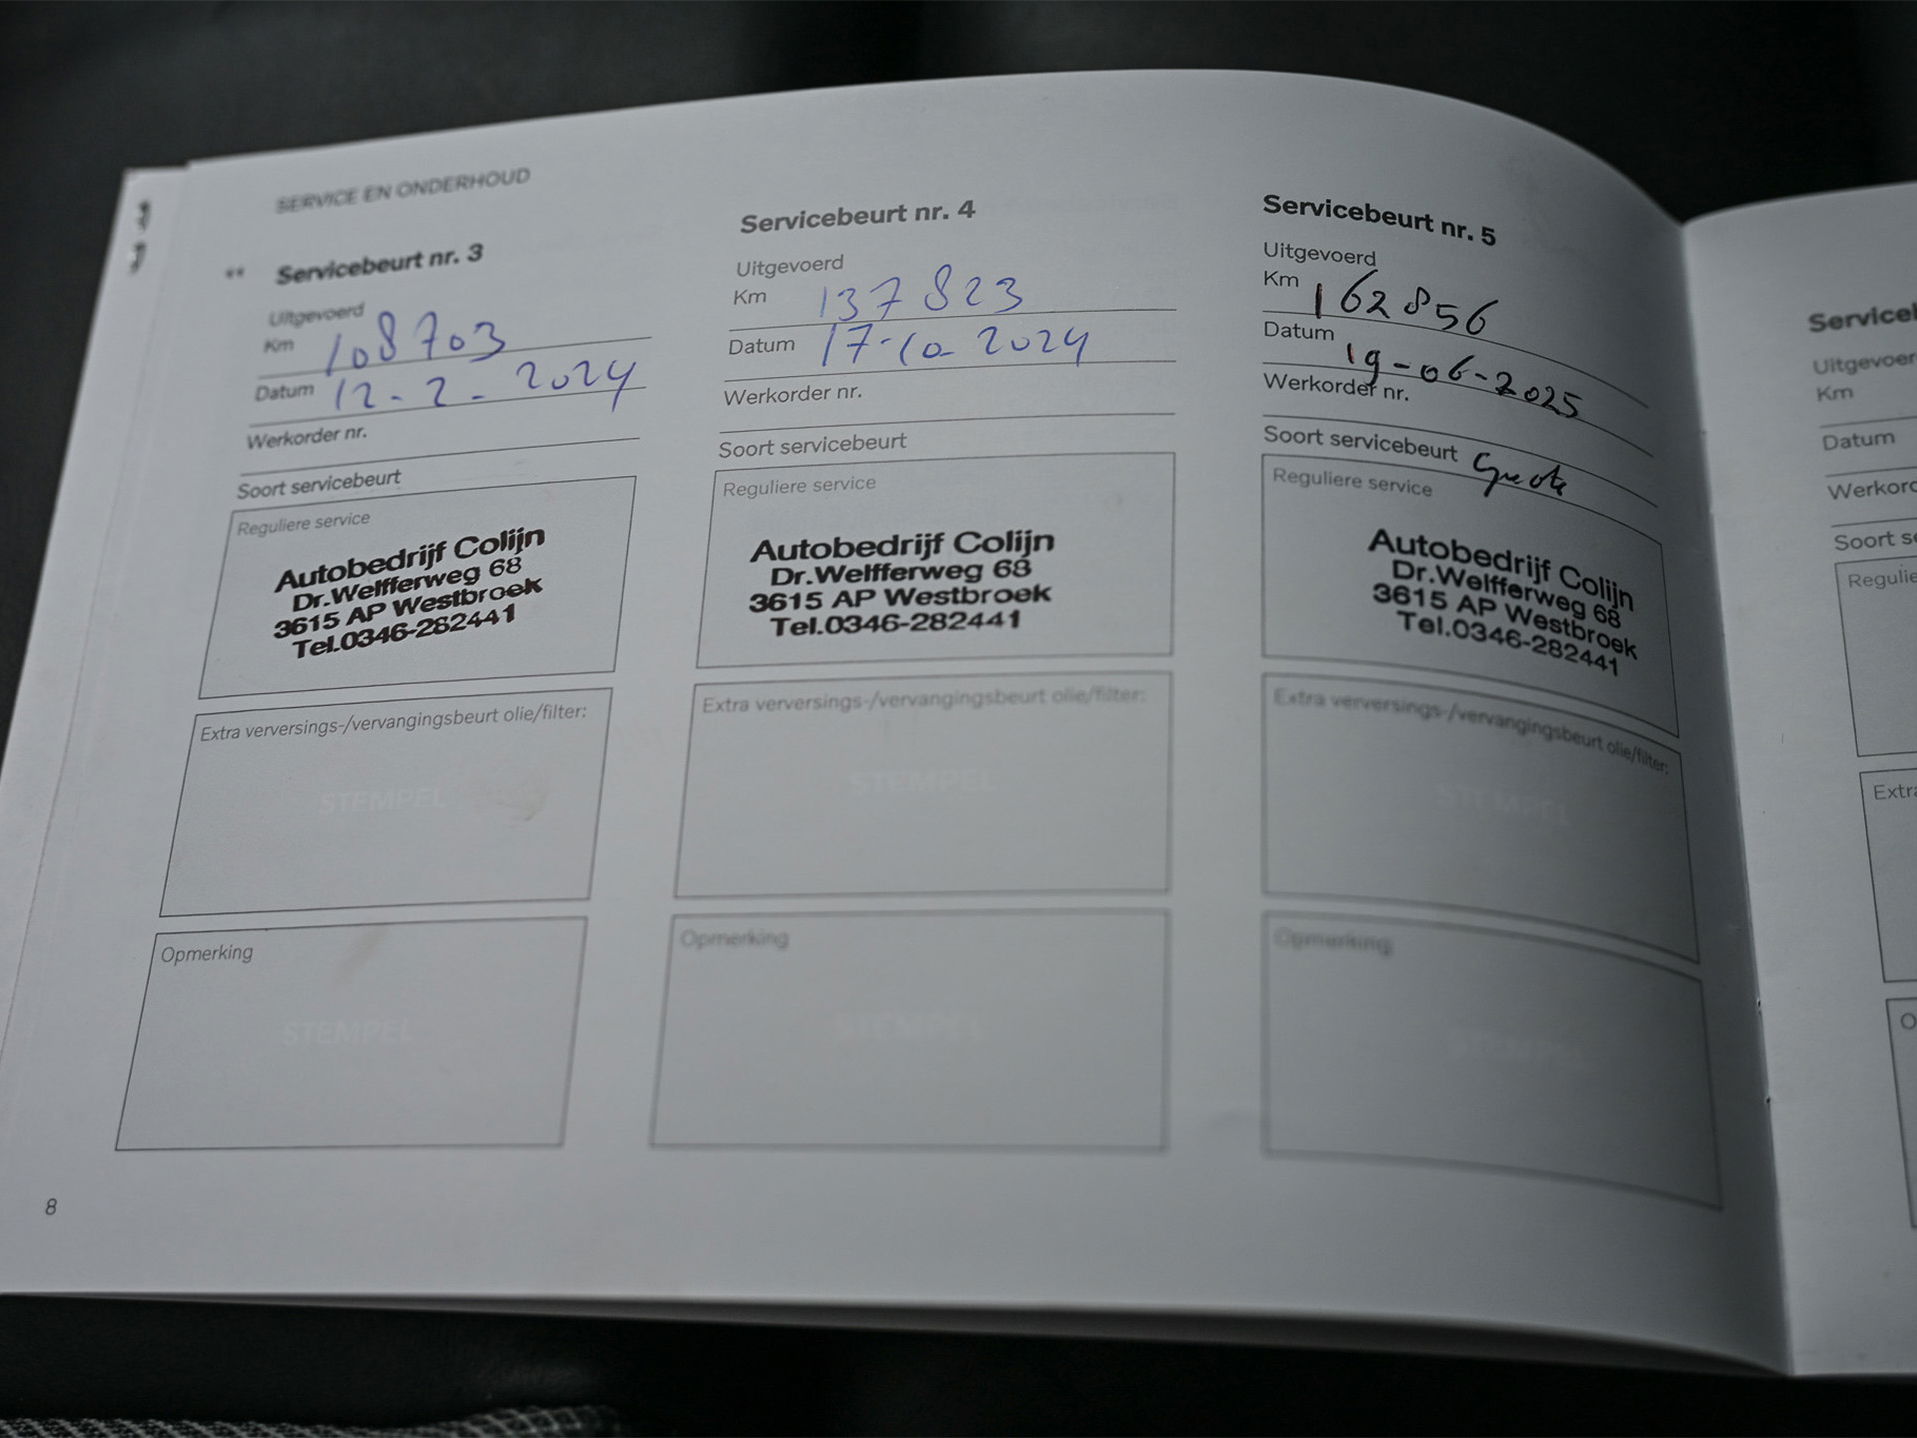 SERVICE EN ONDERHOUD
Servicebeurt nr. 3
Uitgevoerd
Km 108703
Datum 12-2-2024
Werkorder nr.
Soort servicebeurt
Reguliere service
Autobedrijf Colijn
Dr.Welfferweg 68
3615 AP Westbroek
Tel.0346-282441
Extra verversings-/vervangingsbeurt olie/filter:
STEMPEL
Opmerking
STEMPEL
Servicebeurt nr. 4
Uitgevoerd
Km 137823
Datum 17-10-2024
Werkorder nr.
Soort servicebeurt
Reguliere service
Autobedrijf Colijn
Dr.Welfferweg 68
3615 AP Westbroek
Tel.0346-282441
Extra verversings-/vervangingsbeurt olie/filter:
STEMPEL
Opmerking
STEMPEL
Servicebeurt nr. 5
Uitgevoerd
Km 162856
Datum 19-06-2025
Werkorder nr.
Soort servicebeurt Grote
Reguliere service
Autobedrijf Colijn
Dr.Welfferweg 68
3615 AP Westbroek
Tel.0346-282441
Extra verversings-/vervangingsbeurt olie/filter:
STEMPEL
Opmerking
STEMPEL
8
Km
Datum